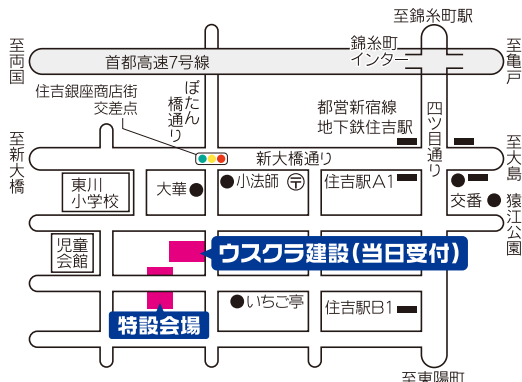 至錦糸町駅
至両国
首都高速7号線
錦糸町
インター
至亀戸
住吉銀座商店街
交差点
ぼたん
橋通り
都営新宿線
地下鉄住吉駅
四ツ目通り
至新大橋
新大橋通り
至大島
東川
小学校
大華
小法師
〒
住吉駅A1
交番
猿江公園
児童
会館
ウスクラ建設(当日受付)
いちご亭
住吉駅B1
特設会場
至東陽町